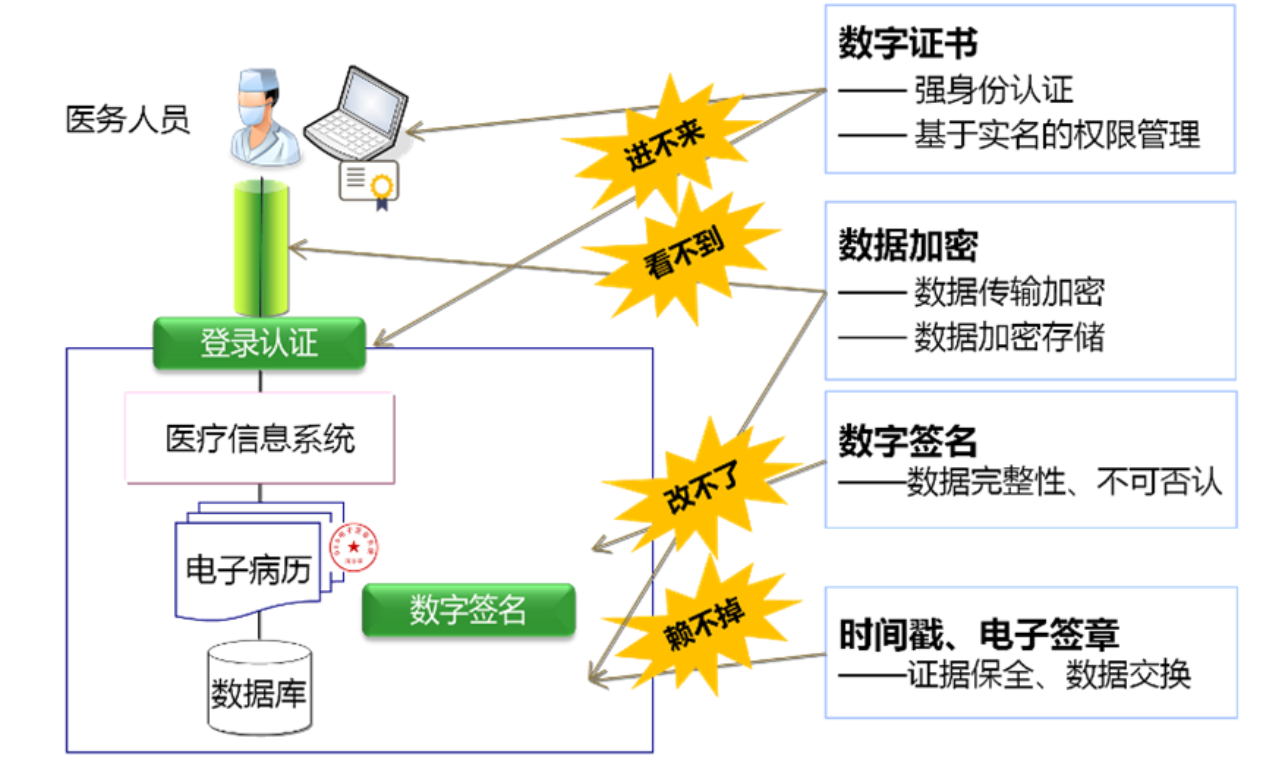 数字证书
—— 强身份认证
—— 基于实名的权限管理
医务人员
进不来
数据加密
—— 数据传输加密
—— 数据加密存储
看不到
登录认证
医疗信息系统
数字签名
——数据完整性、不可否认
改不了
电子病历
数字签名
赖不掉
时间戳、电子签章
——证据保全、数据交换
数据库